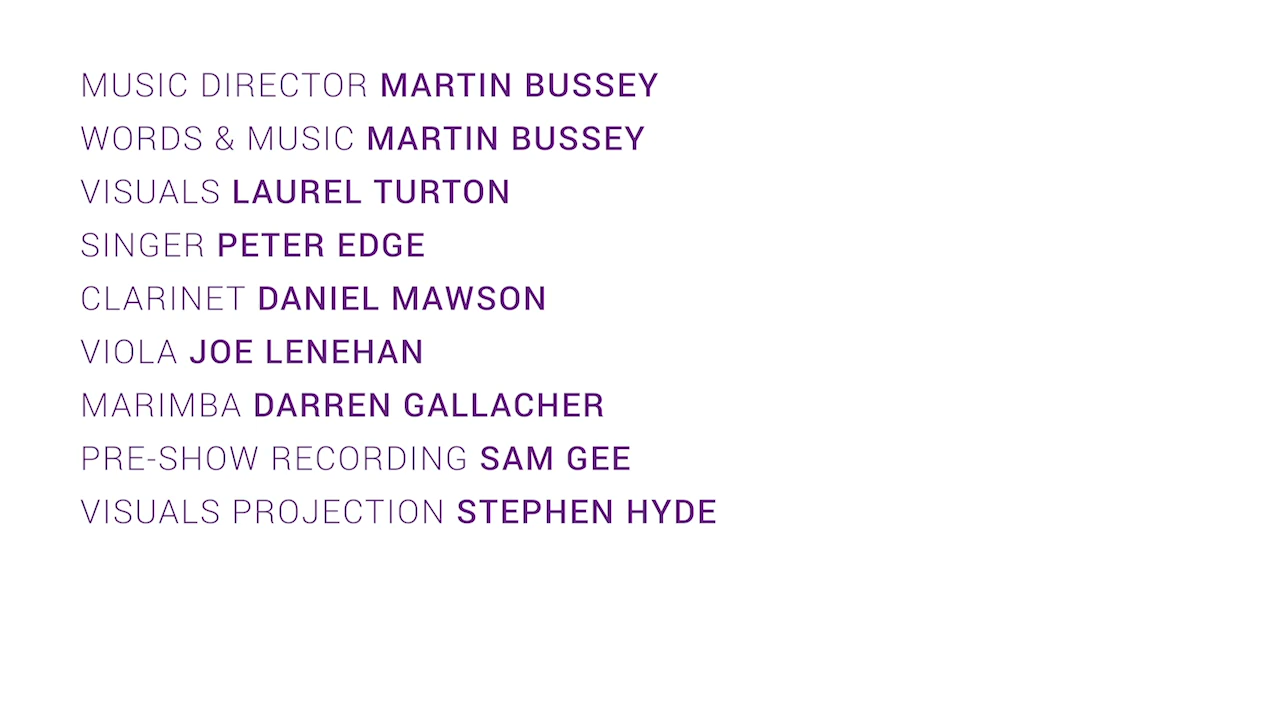 MUSIC DIRECTOR MARTIN BUSSEY
WORDS & MUSIC MARTIN BUSSEY
VISUALS LAUREL TURTON
SINGER PETER EDGE
CLARINET DANIEL MAWSON
VIOLA JOE LENEHAN
MARIMBA DARREN GALLACHER
PRE-SHOW RECORDING SAM GEE
VISUALS PROJECTION STEPHEN HYDE